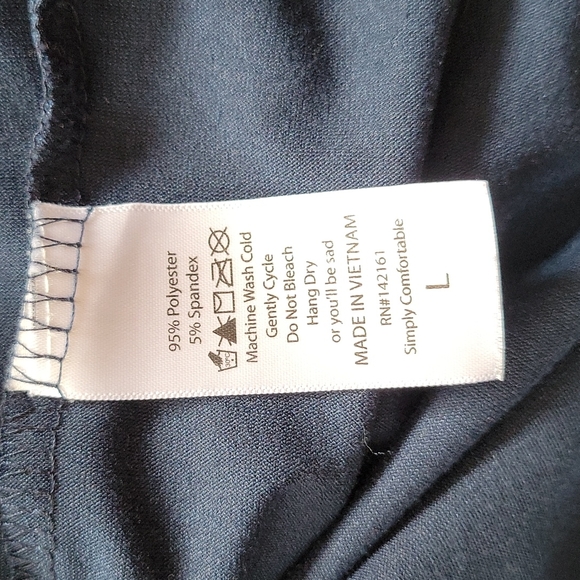 95% Polyester
5% Spandex
Machine Wash Cold
Gently Cycle
Do Not Bleach
Hang Dry
or you'll be sad
MADE IN VIETNAM
RN#142161
Simply Comfortable
L